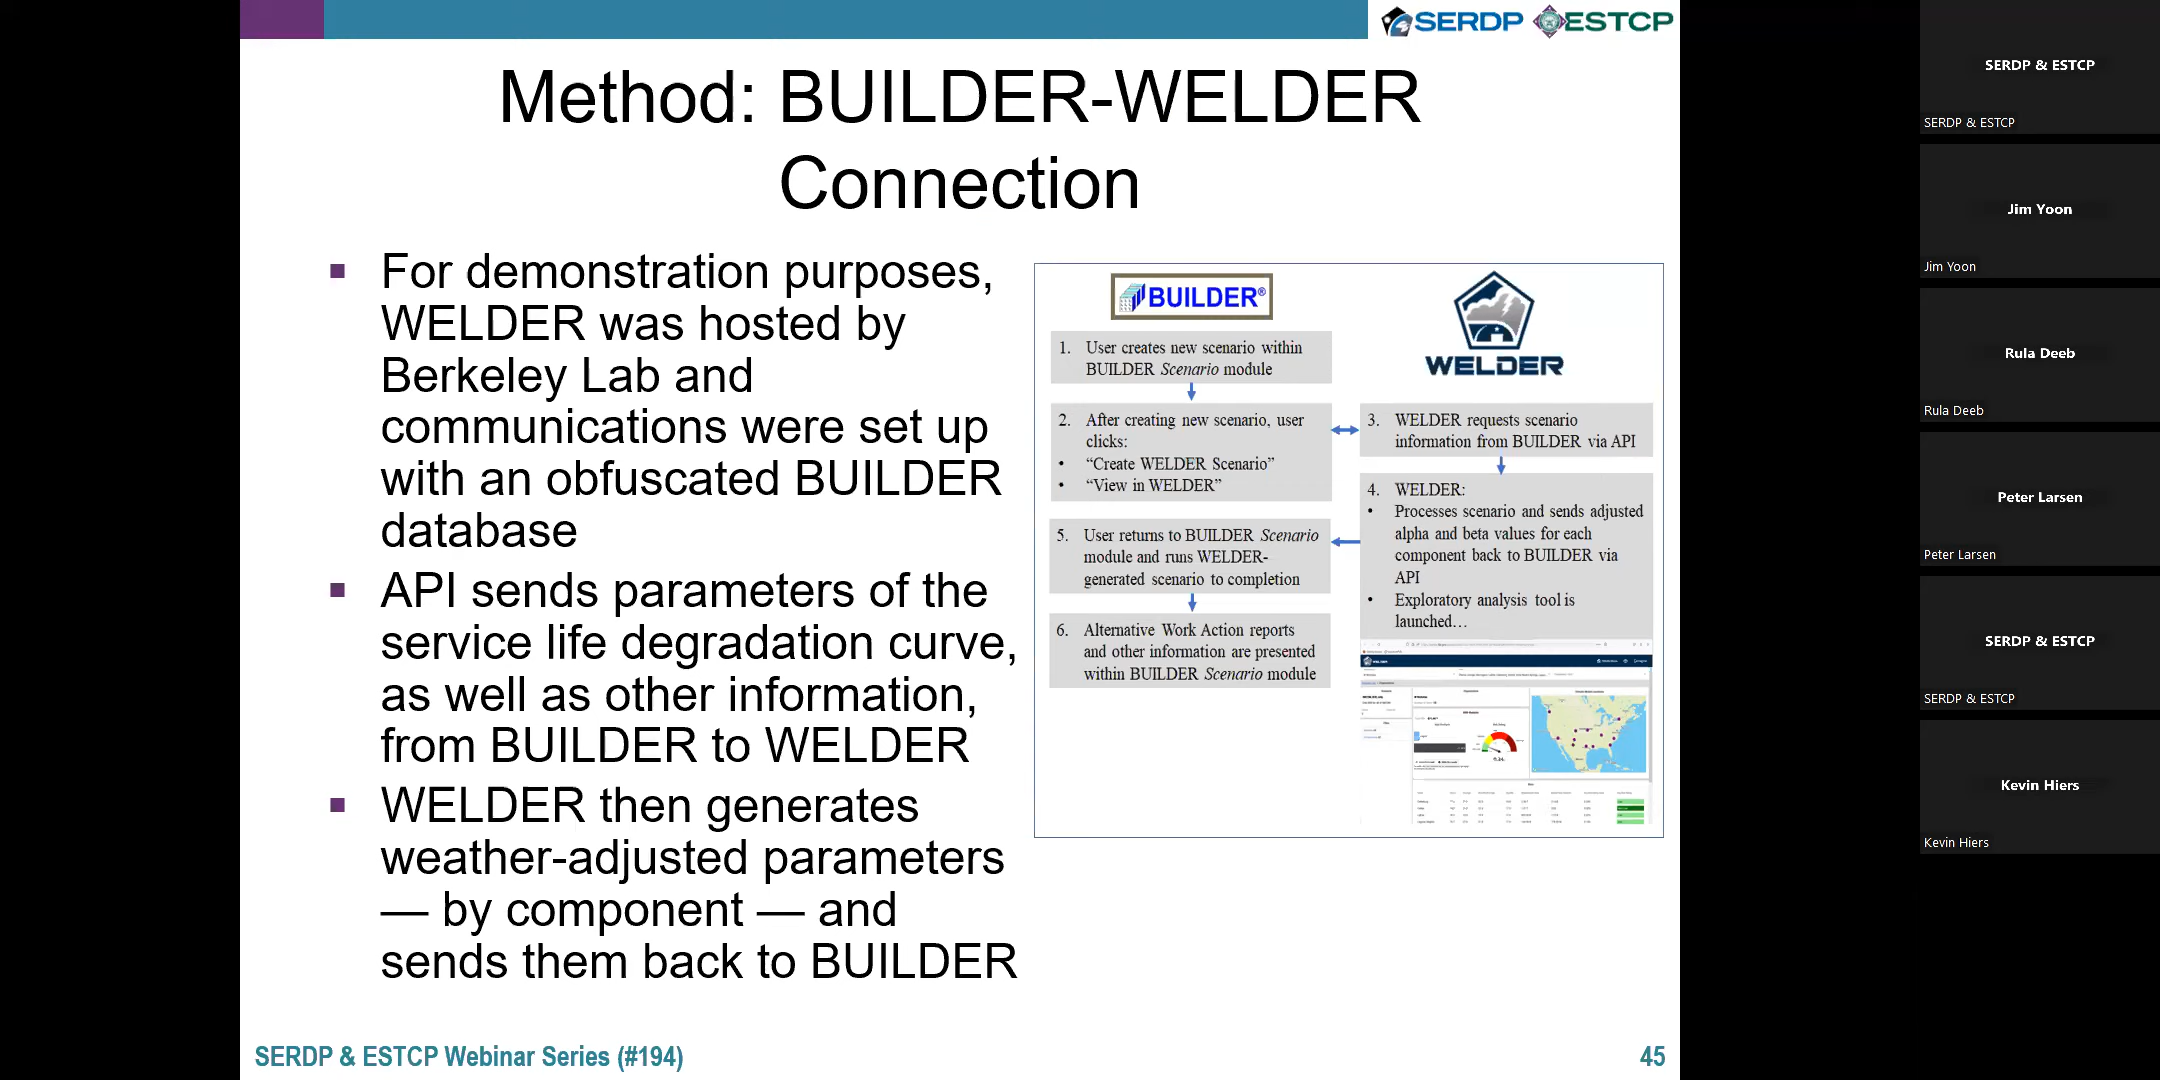 SERDP ESTCP
Method: BUILDER-WELDER
Connection
For demonstration purposes,
WELDER was hosted by
Berkeley Lab and
communications were set up
with an obfuscated BUILDER
database
API sends parameters of the
service life degradation curve,
as well as other information,
from BUILDER to WELDER
WELDER then generates
weather-adjusted parameters
— by component — and
sends them back to BUILDER
BUILDER®
1. User creates new scenario within
BUILDER Scenario module
2. After creating new scenario, user
clicks:
• “Create WELDER Scenario”
• “View in WELDER”
5. User returns to BUILDER Scenario
module and runs WELDER-
generated scenario to completion
6. Alternative Work Action reports
and other information are presented
within BUILDER Scenario module
WELDER
3. WELDER requests scenario
information from BUILDER via API
4. WELDER:
• Processes scenario and sends adjusted
alpha and beta values for each
component back to BUILDER via
API
• Exploratory analysis tool is
launched…
WELDER
SERDP & ESTCP Webinar Series (#194)
45
SERDP & ESTCP
SERDP & ESTCP
Jim Yoon
Jim Yoon
Rula Deeb
Rula Deeb
Peter Larsen
Peter Larsen
SERDP & ESTCP
SERDP & ESTCP
Kevin Hiers
Kevin Hiers